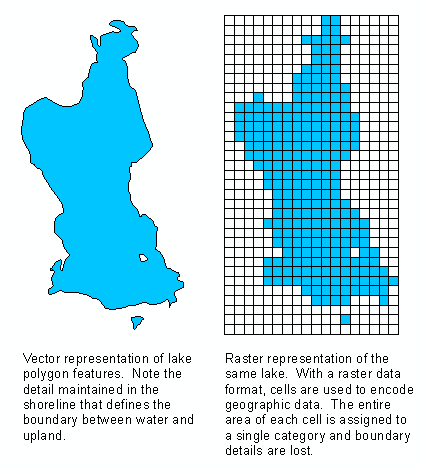 Vector representation of lake
polygon features.  Note the
detail maintained in the
shoreline that defines the
boundary between water and
upland.
Raster representation of the
same lake.  With a raster data
format, cells are used to encode
geographic data.  The entire
area of each cell is assigned to
a single category and boundary
details are lost.